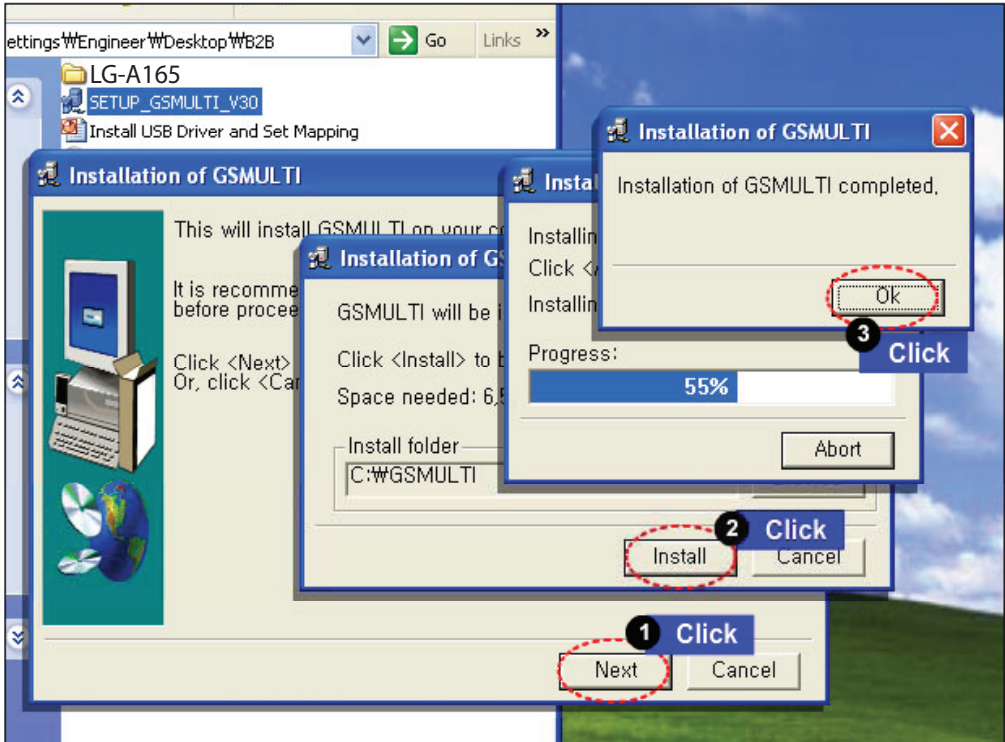 ettings₩Engineer₩Desktop₩B2B
Go
Links »
LG-A165
SETUP_GSMULTI_V30
Install USB Driver and Set Mapping
Installation of GSMULTI
This will install GSMULTI on your
It is recomme
before procee
Click <Next>
Or, click <Can
1 Click
Next
Cancel
Installation of GS
GSMULTI will be i
Click <Install> to b
Space needed: 6,5
Install folder
C:₩GSMULTI
2 Click
Install
Cancel
Instal
Installin
Click <A
Installin
Progress:
55%
Abort
Installation of GSMULTI
Installation of GSMULTI completed.
Ok
3 Click